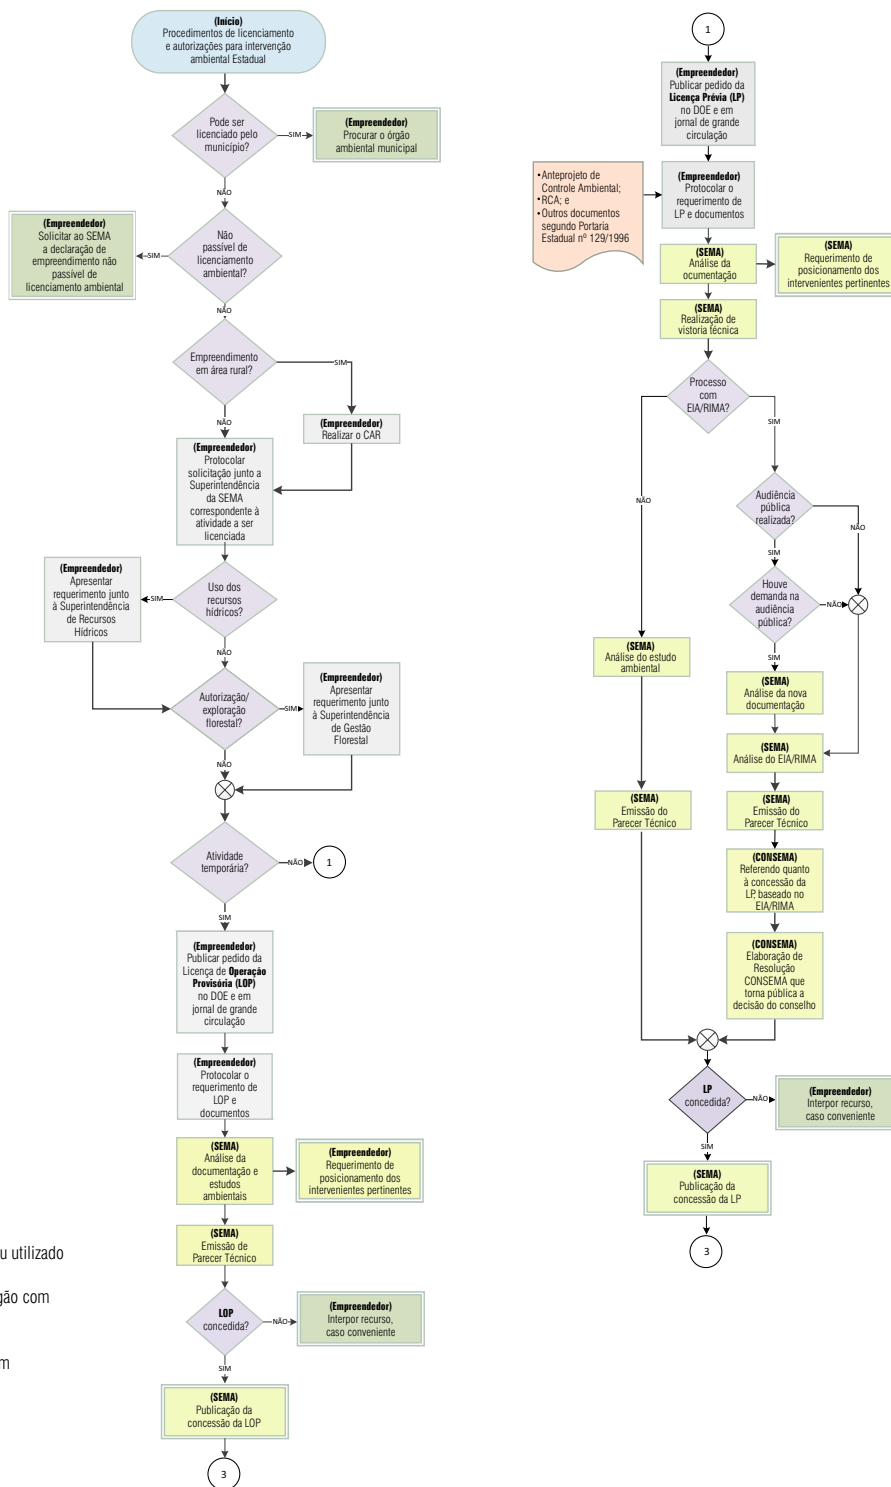 (Início)
Procedimentos de licenciamento
e autorizações para intervenção
ambiental Estadual
Pode ser
licenciado pelo
município?
SIM
(Empreendedor)
Procurar o órgão
ambiental municipal
NÃO
Não
passível de
licenciamento
ambiental?
SIM
(Empreendedor)
Solicitar ao SEMA
a declaração de
empreendimento não
passível de
licenciamento ambiental
NÃO
Empreendimento
em área rural?
SIM
(Empreendedor)
Realizar o CAR
NÃO
(Empreendedor)
Protocolar
solicitação junto a
Superintendência
da SEMA
correspondente à
atividade a ser
licenciada
Uso dos
recursos
hídricos?
SIM
(Empreendedor)
Apresentar
requerimento junto
à Superintendência
de Recursos
Hídricos
NÃO
Autorização/
exploração
florestal?
SIM
(Empreendedor)
Apresentar
requerimento junto
à Superintendência
de Gestão
Florestal
NÃO
Atividade
temporária?
NÃO
1
SIM
(Empreendedor)
Publicar pedido da
Licença de Operação
Provisória (LOP)
no DOE e em
jornal de grande
circulação
(Empreendedor)
Protocolar o
requerimento de
LOP e
documentos
(SEMA)
Análise da
documentação e
estudos
ambientais
(Empreendedor)
Requerimento de
posicionamento dos
intervenientes pertinentes
(SEMA)
Emissão de
Parecer Técnico
LOP
concedida?
NÃO
(Empreendedor)
Interpor recurso,
caso conveniente
SIM
(SEMA)
Publicação da
concessão da LOP
3
u utilizado
gão com
m
1
(Empreendedor)
Publicar pedido da
Licença Prévia (LP)
no DOE e em
jornal de grande
circulação
•Anteprojeto de
Controle Ambiental;
•RCA; e
•Outros documentos
segundo Portaria
Estadual nº 129/1996
(Empreendedor)
Protocolar o
requerimento de
LP e documentos
(SEMA)
Análise da
ocumentação
(SEMA)
Requerimento de
posicionamento dos
intervenientes pertinentes
(SEMA)
Realização de
vistoria técnica
Processo
com
EIA/RIMA?
SIM
NÃO
Audiência
pública
realizada?
NÃO
SIM
Houve
demanda na
audiência
pública?
NÃO
SIM
(SEMA)
Análise do estudo
ambiental
(SEMA)
Análise da nova
documentação
(SEMA)
Análise do EIA/RIMA
(SEMA)
Emissão do
Parecer Técnico
(SEMA)
Emissão do
Parecer Técnico
(CONSEMA)
Referendo quanto
à concessão da
LP, baseado no
EIA/RIMA
(CONSEMA)
Elaboração de
Resolução
CONSEMA que
torna pública a
decisão do conselho
LP
concedida?
NÃO
(Empreendedor)
Interpor recurso,
caso conveniente
SIM
(SEMA)
Publicação da
concessão da LP
3